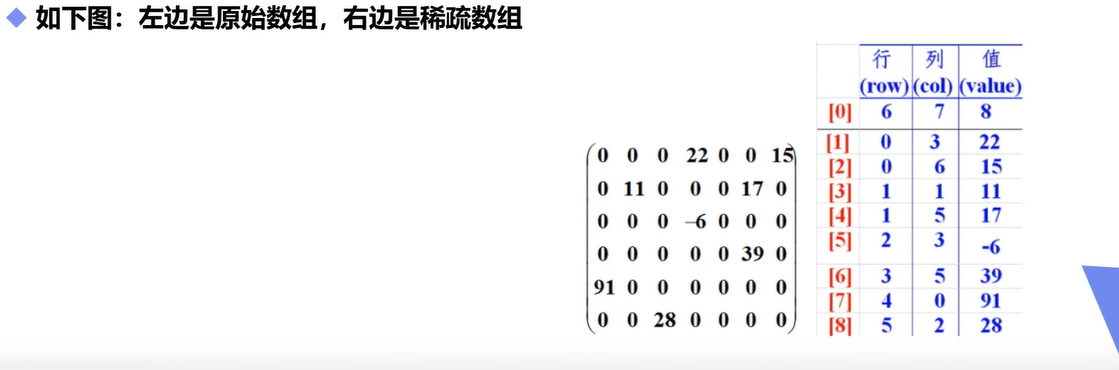 如下图：左边是原始数组，右边是稀疏数组
0 0 0 22 0 0 15
0 11 0 0 0 17 0
0 0 0 -6 0 0 0
0 0 0 0 0 39 0
91 0 0 0 0 0 0
0 0 28 0 0 0 0
行 列 值
(row) (col) (value)
[0] 6 7 8
[1] 0 3 22
[2] 0 6 15
[3] 1 1 11
[4] 1 5 17
[5] 2 3 -6
[6] 3 5 39
[7] 4 0 91
[8] 5 2 28